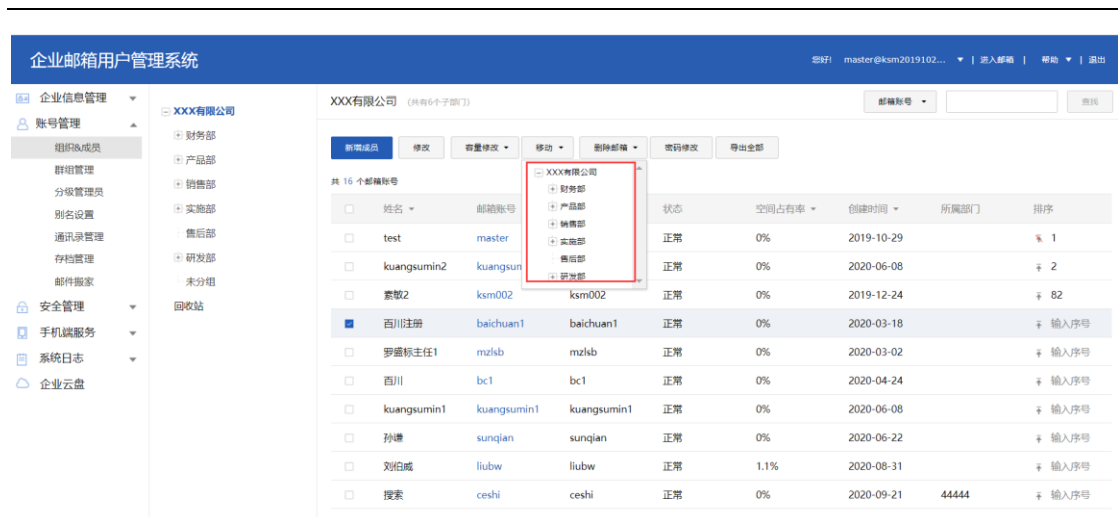 企业邮箱用户管理系统
您好! master@ksm2019102... ▼ | 进入邮箱 | 帮助 ▼ | 退出
企业信息管理
账号管理
组织&成员
群组管理
分级管理员
别名设置
通讯录管理
存档管理
邮件搬家
安全管理
手机端服务
系统日志
企业云盘
XXX有限公司
财务部
产品部
销售部
实施部
售后部
研发部
未分组
回收站
XXX有限公司 (共有6个子部门)
邮箱账号 查找
新增成员 修改 容量修改 移动 删除邮箱 密码修改 导出全部
共 16 个邮箱账号
XXX有限公司
财务部
产品部
销售部
实施部
售后部
研发部
姓名 邮箱账号 状态 空间占有率 创建时间 所属部门 排序
test master 正常 0% 2019-10-29 1
kuangsumin2 kuangsun 正常 0% 2020-06-08 2
素敏2 ksm002 ksm002 正常 0% 2019-12-24 82
百川注册 baichuan1 baichuan1 正常 0% 2020-03-18 输入序号
罗盛标主任1 mzlsb mzlsb 正常 0% 2020-03-02 输入序号
百川 bc1 bc1 正常 0% 2020-04-24 输入序号
kuangsumin1 kuangsumin1 kuangsumin1 正常 0% 2020-06-08 输入序号
孙谦 sunqian sunqian 正常 0% 2020-06-22 输入序号
刘伯威 liubw liubw 正常 1.1% 2020-08-31 输入序号
搜索 ceshi ceshi 正常 0% 2020-09-21 44444 输入序号